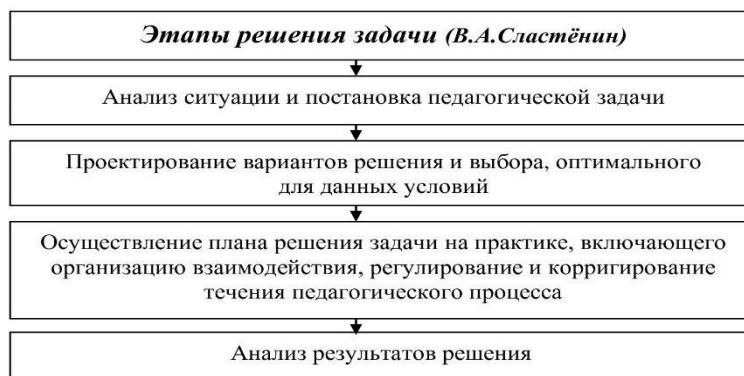 Этапы решения задачи (В.А.Сластёнин)
Анализ ситуации и постановка педагогической задачи
Проектирование вариантов решения и выбора, оптимального
для данных условий
Осуществление плана решения задачи на практике, включающего
организацию взаимодействия, регулирование и корригирование
течения педагогического процесса
Анализ результатов решения